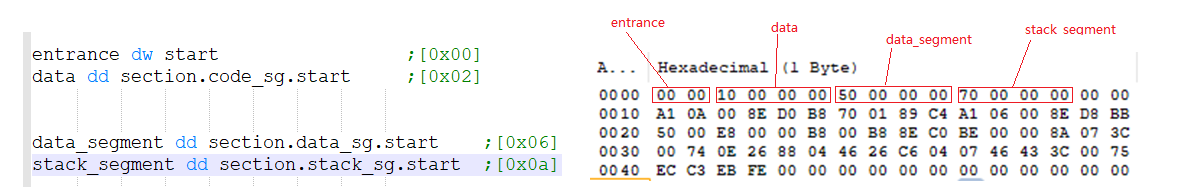 entrance dw start ;[0x00]
data dd section.code_sg.start ;[0x02]
data_segment dd section.data_sg.start ;[0x06]
stack_segment dd section.stack_sg.start ;[0x0a]
entrance
data
data_segment
stack_segment
A... Hexadecimal (1 Byte)
0000 00 00 10 00 00 00 50 00 00 00 70 00 00 00 00 00
0010 A1 0A 00 8E D0 B8 70 01 89 C4 A1 06 00 8E D8 BB
0020 50 00 E8 00 00 B8 00 B8 8E C0 BE 00 00 8A 07 3C
0030 00 74 0E 26 88 04 46 26 C6 04 07 46 43 3C 00 75
0040 EC C3 EB FE 00 00 00 00 00 00 00 00 00 00 00 00